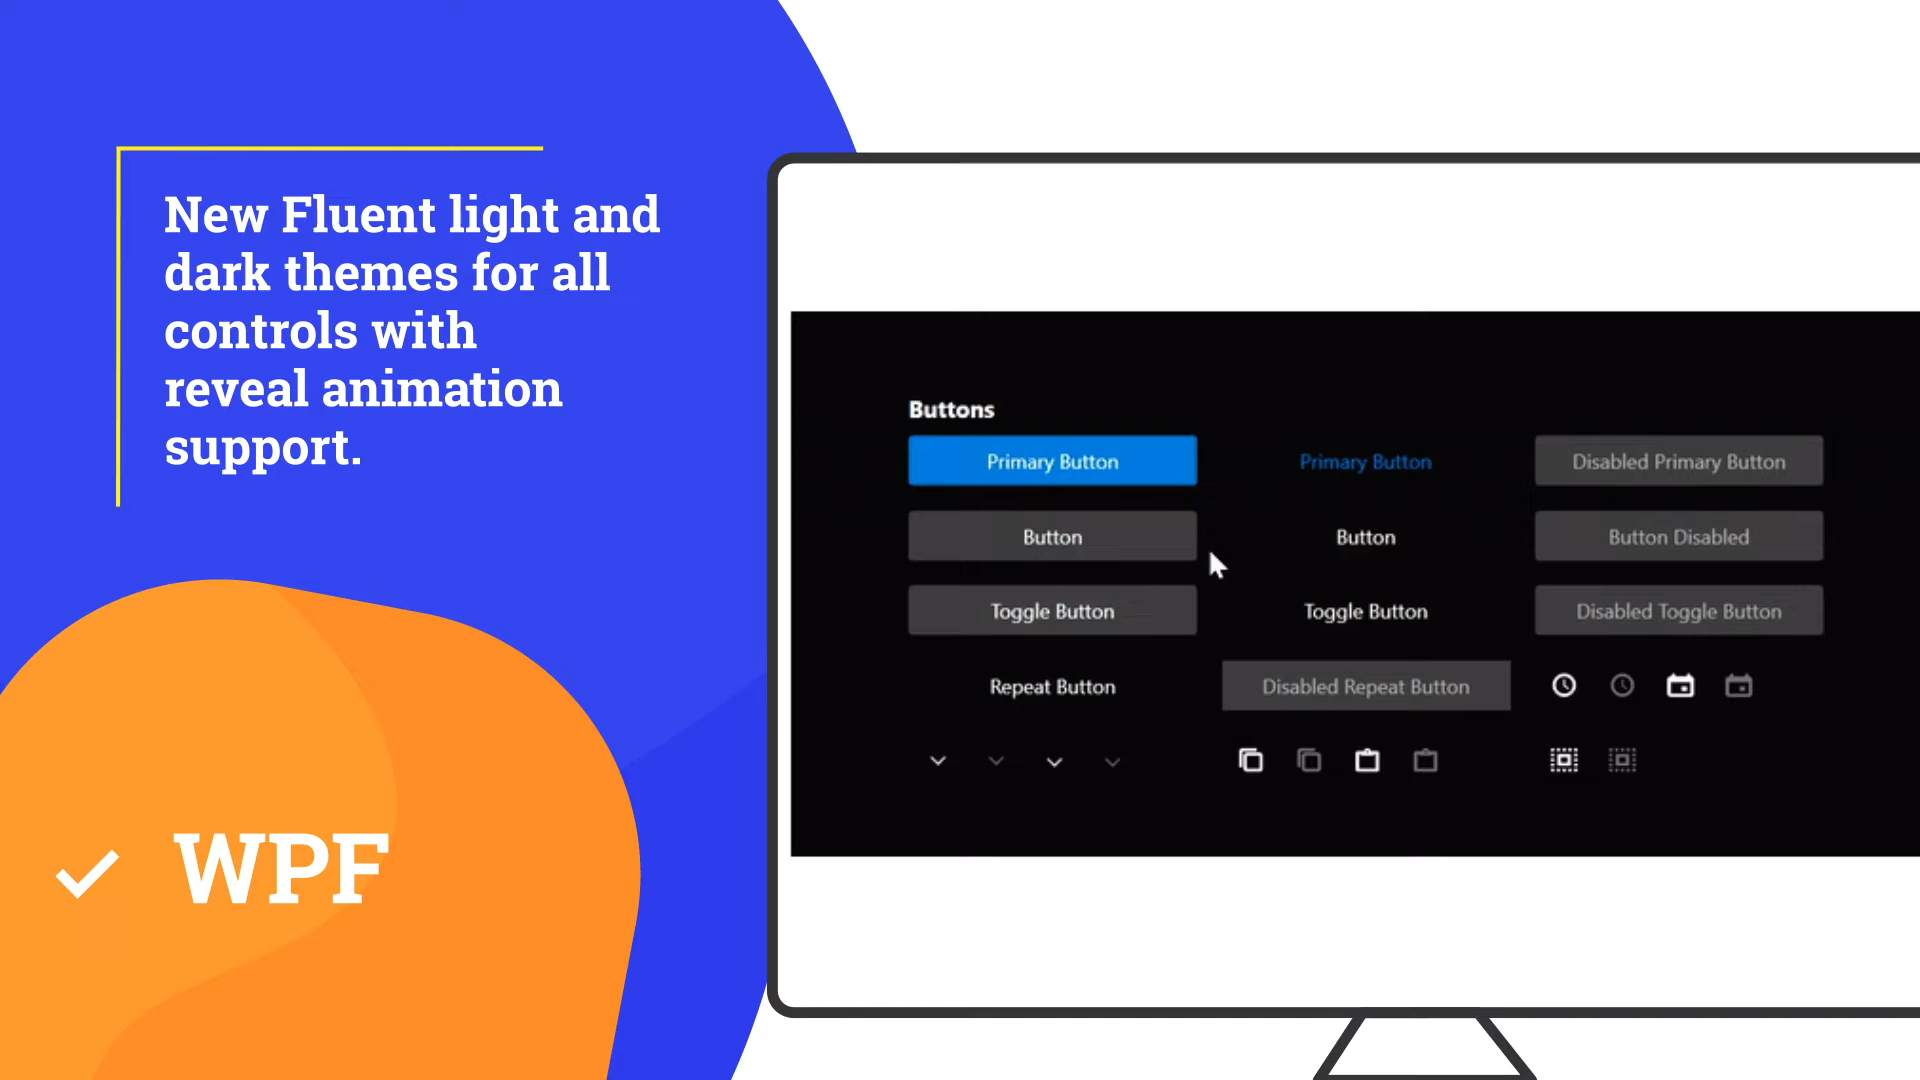 New Fluent light and
dark themes for all
controls with
reveal animation
support.
WPF
Buttons
Primary Button Primary Button Disabled Primary Button
Button Button Button Disabled
Toggle Button Toggle Button Disabled Toggle Button
Repeat Button Disabled Repeat Button